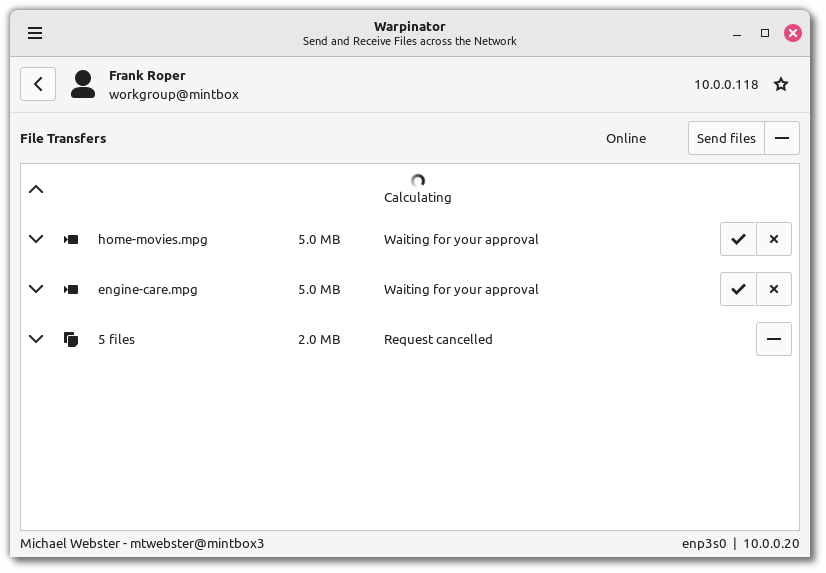 Warpinator
Send and Receive Files across the Network
Frank Roper
workgroup@mintbox
10.0.0.118
File Transfers
Online
Send files
Calculating
home-movies.mpg 5.0 MB Waiting for your approval
engine-care.mpg 5.0 MB Waiting for your approval
5 files 2.0 MB Request cancelled
Michael Webster - mtwebster@mintbox3
enp3s0 | 10.0.0.20